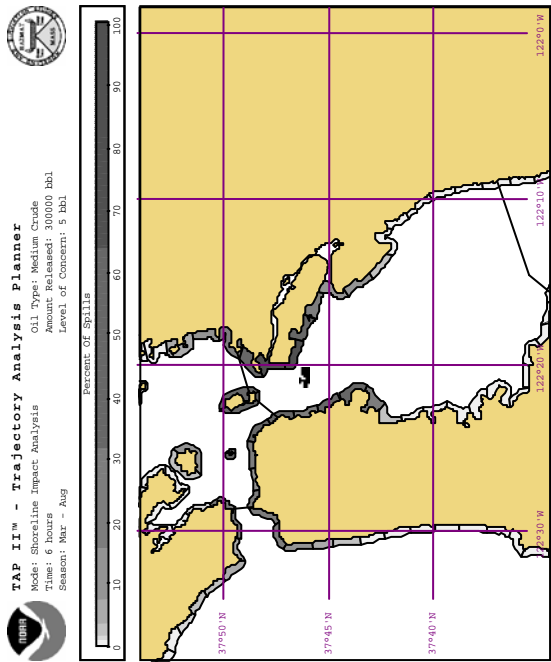 TAP II™ - Trajectory Analysis Planner
Mode: Shoreline Impact Analysis
Time: 6 hours
Season: Mar - Aug
Oil Type: Medium Crude
Amount Released: 300000 bbl
Level of Concern: 5 bbl
NOAA
HAZMAT
Percent Of Spills
0 10 20 30 40 50 60 70 80 90 100
37°50'N
37°45'N
37°40'N
122°30'W
122°20'W
122°10'W
122°0'W